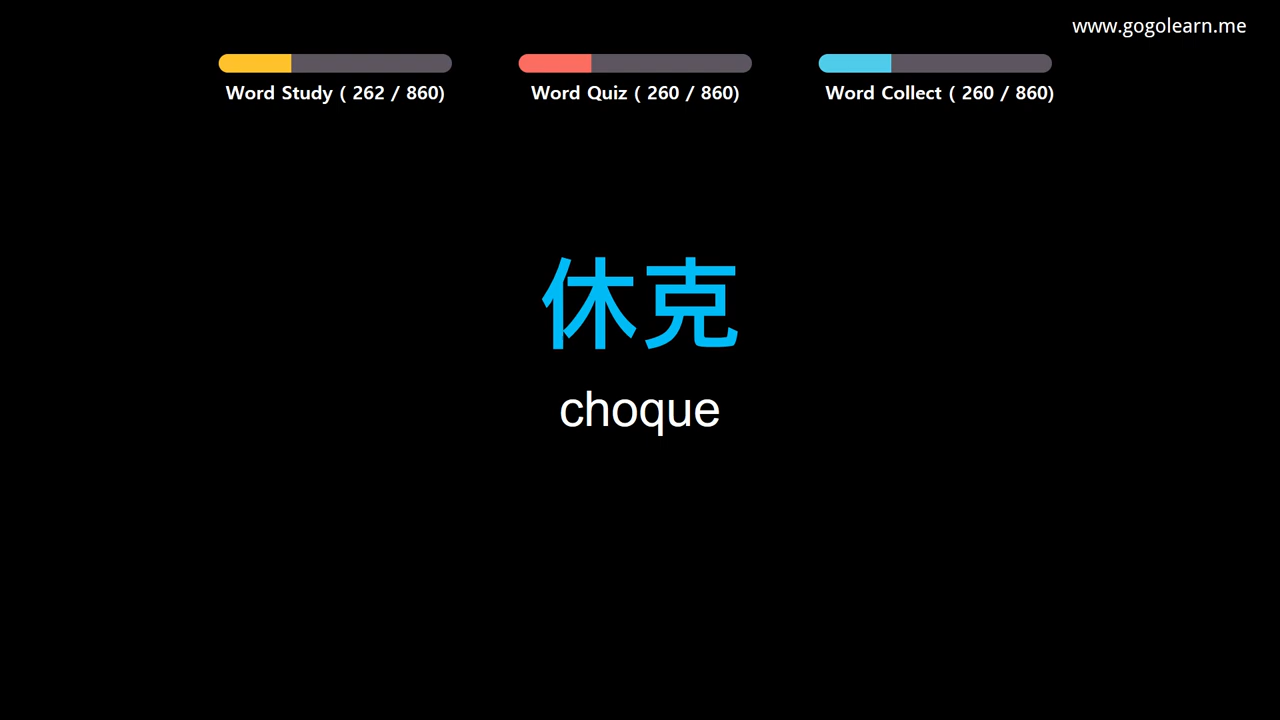 www.gogolearn.me
Word Study ( 262 / 860)
Word Quiz ( 260 / 860)
Word Collect ( 260 / 860)
休克
choque